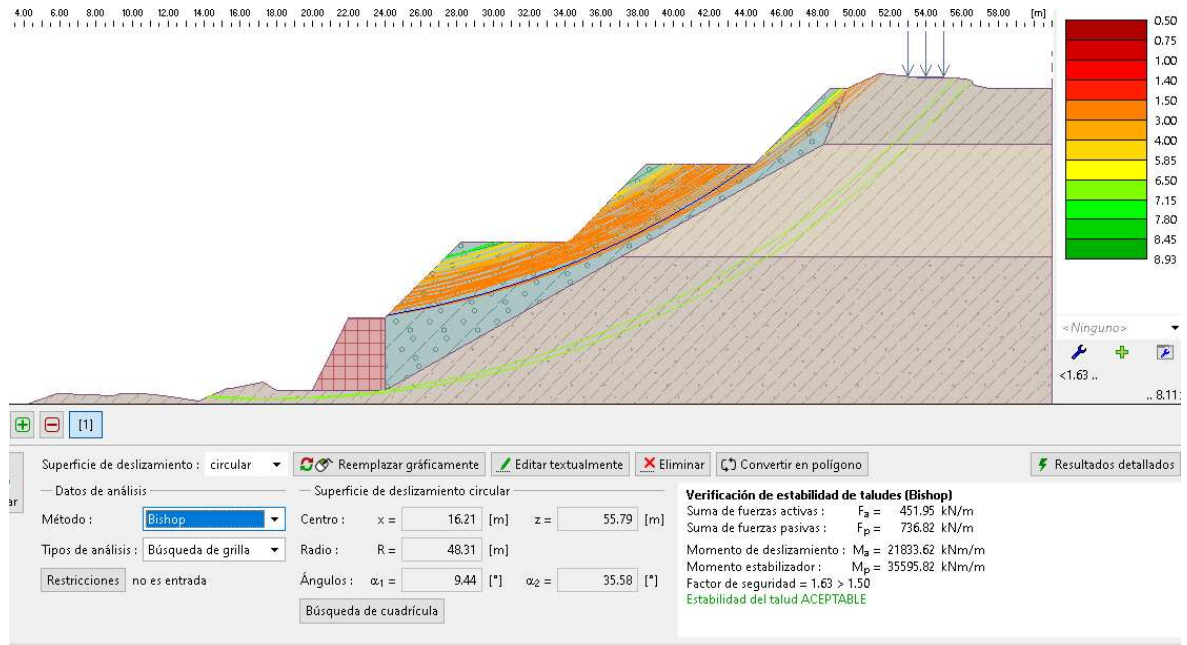 4.00 6.00 8.00 10.00 12.00 14.00 16.00 18.00 20.00 22.00 24.00 26.00 28.00 30.00 32.00 34.00 36.00 38.00 40.00 42.00 44.00 46.00 48.00 50.00 52.00 54.00 56.00 58.00 [m]
0.50
0.75
1.00
1.40
1.50
3.00
4.00
5.85
6.50
7.15
7.80
8.45
8.93
<Ninguno>
<1.63 ..
.. 8.11
[1]
Superficie de deslizamiento : circular Reemplazar gráficamente Editar textualmente Eliminar Convertir en polígono Resultados detallados
ar
Datos de análisis
Método : Bishop
Tipos de análisis : Búsqueda de grilla
Restricciones no es entrada
Superficie de deslizamiento circular
Centro : x = 16.21 [m] z = 55.79 [m]
Radio : R = 48.31 [m]
Ángulos : α1 = 9.44 [°] α2 = 35.58 [°]
Búsqueda de cuadrícula
Verificación de estabilidad de taludes (Bishop)
Suma de fuerzas activas : Fa = 451.95 kN/m
Suma de fuerzas pasivas : Fp = 736.82 kN/m
Momento de deslizamiento : Ma = 21833.62 kNm/m
Momento estabilizador : Mp = 35595.82 kNm/m
Factor de seguridad = 1.63 > 1.50
Estabilidad del talud ACEPTABLE